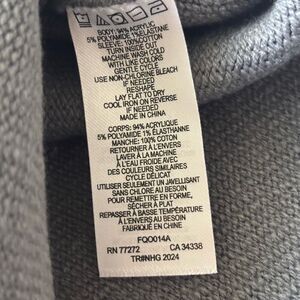 BODY: 94% ACRYLIC
5% POLYAMIDE 1%ELASTANE
SLEEVE: 100%COTTON
TURN INSIDE OUT
MACHINE WASH COLD
WITH LIKE COLORS
GENTLE CYCLE
USE NON-CHLORINE BLEACH
IF NEEDED
RESHAPE
LAY FLAT TO DRY
COOL IRON ON REVERSE
IF NEEDED
MADE IN CHINA
CORPS: 94% ACRYLIQUE
5% POLYAMIDE 1% ÉLASTHANNE
MANCHE: 100% COTON
RETOURNER À L'ENVERS
LAVER À LA MACHINE
À L'EAU FROIDE AVEC
DES COULEURS SIMILAIRES
CYCLE DÉLICAT
UTILISER SEULEMENT UN JAVELLISANT
SANS CHLORE AU BESOIN
POUR REMETTRE EN FORME,
SÉCHER À PLAT
REPASSER À BASSE TEMPÉRATURE
À L'ENVERS AU BESOIN
FABRIQUÉ EN CHINE
FQO014A
RN 77237 CA 34338
TR#NHG 2024